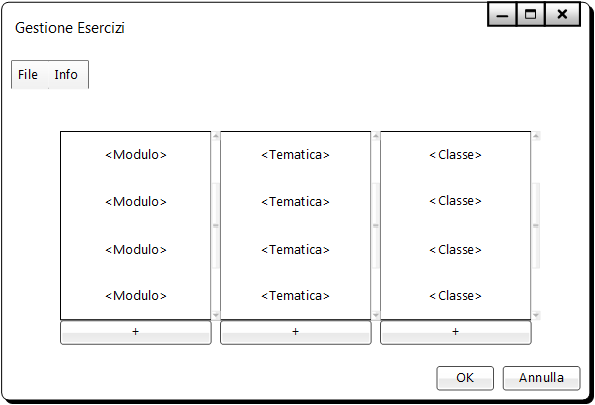 Gestione Esercizi
File Info
<Modulo> <Tematica> <Classe>
<Modulo> <Tematica> <Classe>
<Modulo> <Tematica> <Classe>
<Modulo> <Tematica> <Classe>
+ + +
OK Annulla